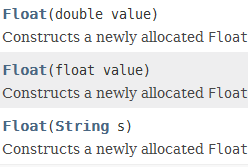 Float(double value)
Constructs a newly allocated Float
Float(float value)
Constructs a newly allocated Float
Float(String s)
Constructs a newly allocated Float